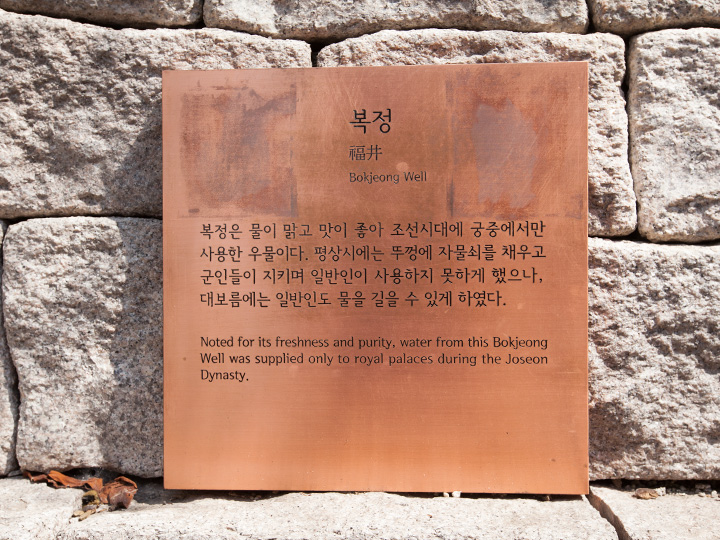 복정
福井
Bokjeong Well
복정은 물이 맑고 맛이 좋아 조선시대에 궁중에서만
사용한 우물이다. 평상시에는 뚜껑에 자물쇠를 채우고
군인들이 지키며 일반인이 사용하지 못하게 했으나,
대보름에는 일반인도 물을 길을 수 있게 하였다.
Noted for its freshness and purity, water from this Bokjeong
Well was supplied only to royal palaces during the Joseon
Dynasty.